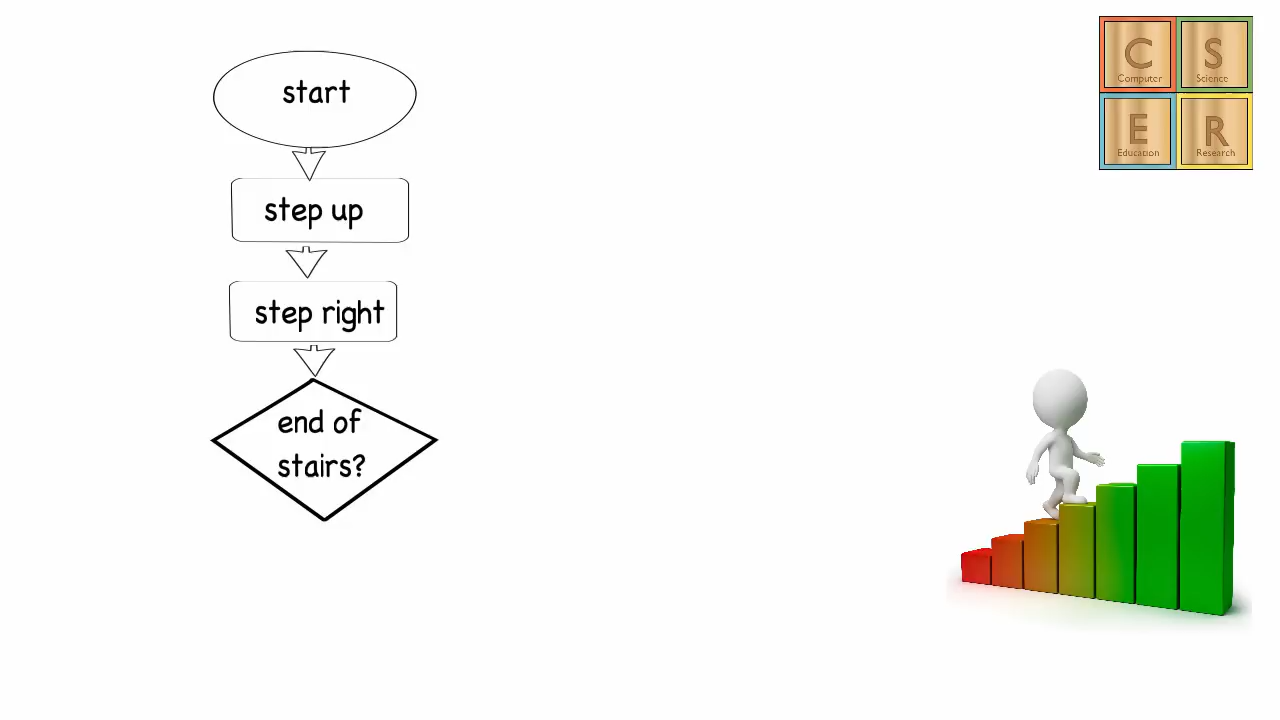 start
step up
step right
end of
stairs?
C
Computer
S
Science
E
Education
R
Research